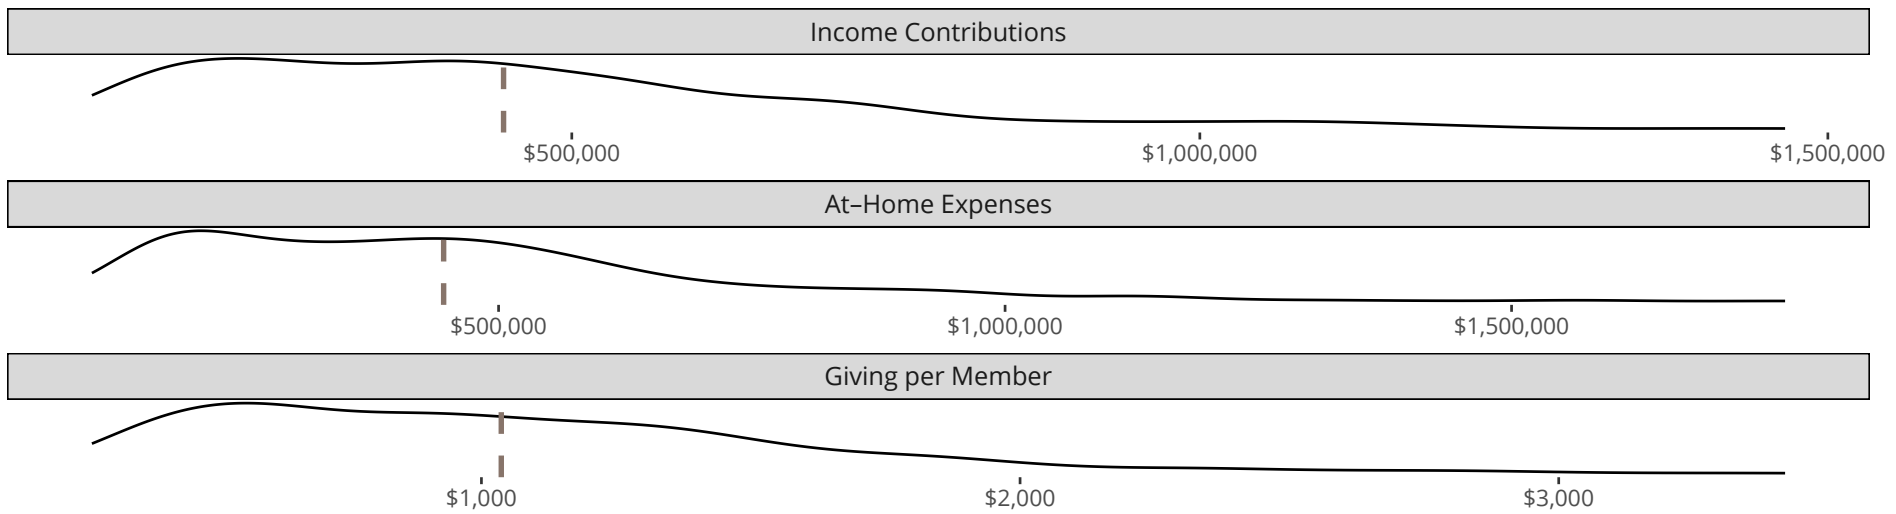 Income Contributions
$500,000 $1,000,000 $1,500,000
At–Home Expenses
$500,000 $1,000,000 $1,500,000
Giving per Member
$1,000 $2,000 $3,000